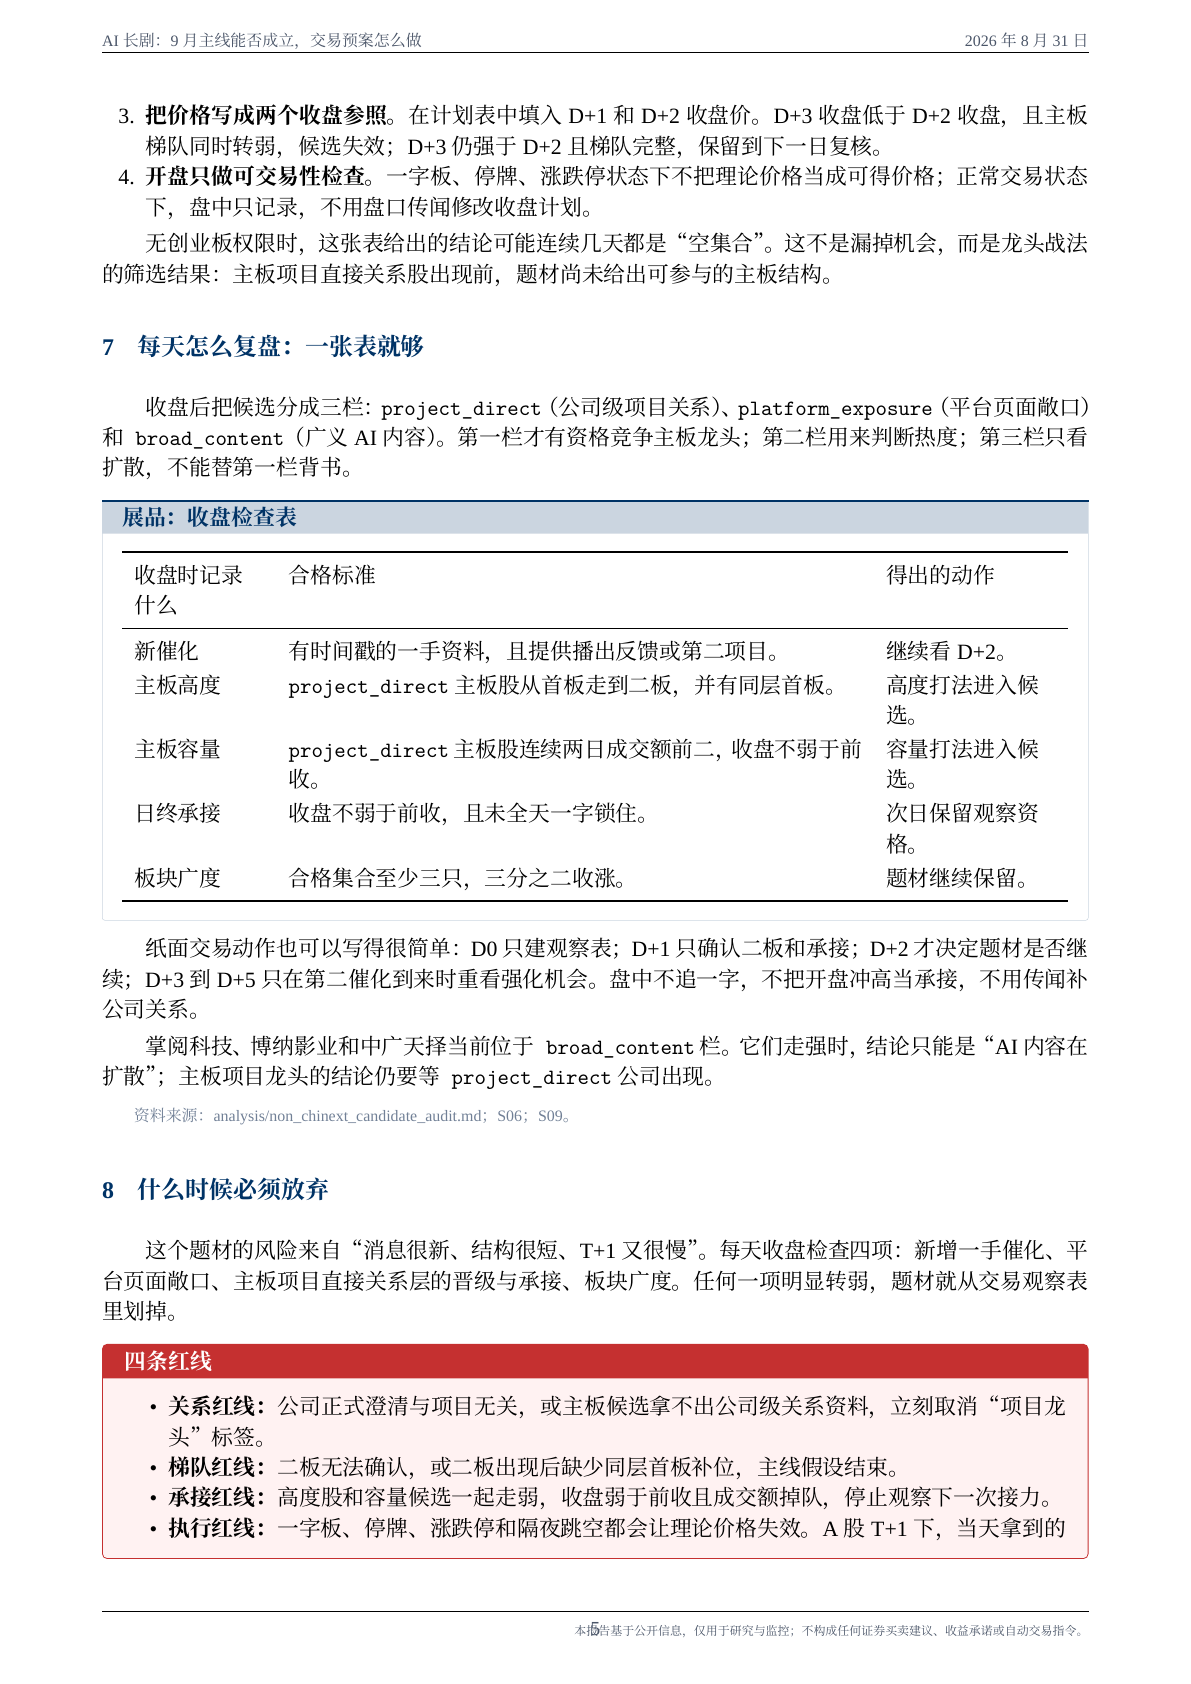 AI 长剧：9 月主线能否成立，交易预案怎么做
2026 年 8 月 31 日
3. 把价格写成两个收盘参照。在计划表中填入 D+1 和 D+2 收盘价。D+3 收盘低于 D+2 收盘，且主板
梯队同时转弱，候选失效；D+3 仍强于 D+2 且梯队完整，保留到下一日复核。
4. 开盘只做可交易性检查。一字板、停牌、涨跌停状态下不把理论价格当成可得价格；正常交易状态
下，盘中只记录，不用盘口传闻修改收盘计划。
无创业板权限时，这张表给出的结论可能连续几天都是“空集合”。这不是漏掉机会，而是龙头战法
的筛选结果：主板项目直接关系股出现前，题材尚未给出可参与的主板结构。
7 每天怎么复盘：一张表就够
收盘后把候选分成三栏：project_direct（公司级项目关系）、platform_exposure（平台页面敞口）
和 broad_content（广义 AI 内容）。第一栏才有资格竞争主板龙头；第二栏用来判断热度；第三栏只看
扩散，不能替第一栏背书。
展品：收盘检查表
收盘时记录 合格标准 得出的动作
什么
新催化 有时间戳的一手资料，且提供播出反馈或第二项目。 继续看 D+2。
主板高度 project_direct 主板股从首板走到二板，并有同层首板。 高度打法进入候
选。
主板容量 project_direct 主板股连续两日成交额前二，收盘不弱于前 容量打法进入候
收。 选。
日终承接 收盘不弱于前收，且未全天一字锁住。 次日保留观察资
格。
板块广度 合格集合至少三只，三分之二收涨。 题材继续保留。
纸面交易动作也可以写得很简单：D0 只建观察表；D+1 只确认二板和承接；D+2 才决定题材是否继
续；D+3 到 D+5 只在第二催化到来时重看强化机会。盘中不追一字，不把开盘冲高当承接，不用传闻补
公司关系。
掌阅科技、博纳影业和中广天择当前位于 broad_content 栏。它们走强时，结论只能是“AI 内容在
扩散”；主板项目龙头的结论仍要等 project_direct 公司出现。
资料来源：analysis/non_chinext_candidate_audit.md；S06；S09。
8 什么时候必须放弃
这个题材的风险来自“消息很新、结构很短、T+1 又很慢”。每天收盘检查四项：新增一手催化、平
台页面敞口、主板项目直接关系层的晋级与承接、板块广度。任何一项明显转弱，题材就从交易观察表
里划掉。
四条红线
• 关系红线：公司正式澄清与项目无关，或主板候选拿不出公司级关系资料，立刻取消“项目龙
头”标签。
• 梯队红线：二板无法确认，或二板出现后缺少同层首板补位，主线假设结束。
• 承接红线：高度股和容量候选一起走弱，收盘弱于前收且成交额掉队，停止观察下一次接力。
• 执行红线：一字板、停牌、涨跌停和隔夜跳空都会让理论价格失效。A 股 T+1 下，当天拿到的
5
本报告基于公开信息，仅用于研究与监控；不构成任何证券买卖建议、收益承诺或自动交易指令。